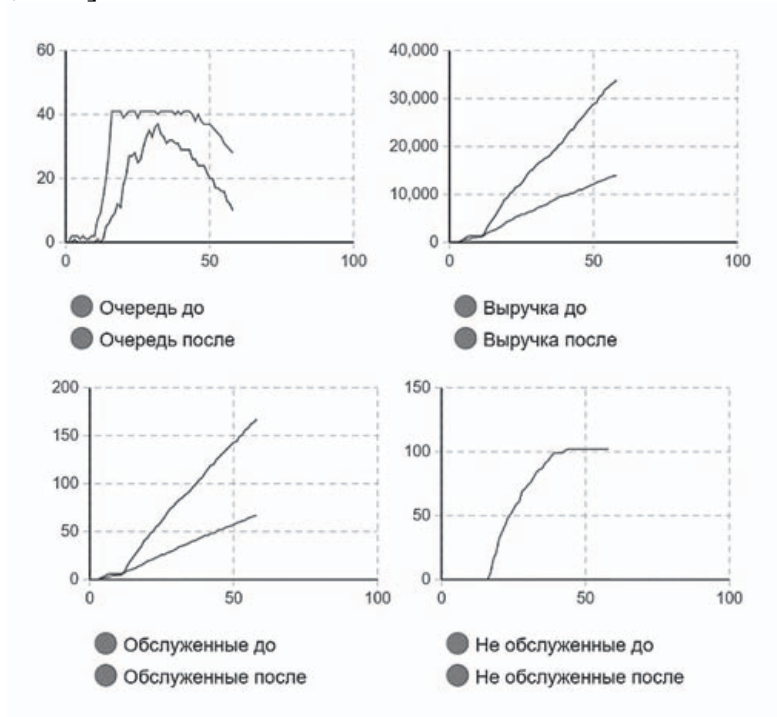 60
40
20
0
0 50 100
Очередь до
Очередь после
40,000
30,000
20,000
10,000
0
0 50 100
Выручка до
Выручка после
200
150
100
50
0
0 50 100
Обслуженные до
Обслуженные после
150
100
50
0
0 50 100
Не обслуженные до
Не обслуженные после